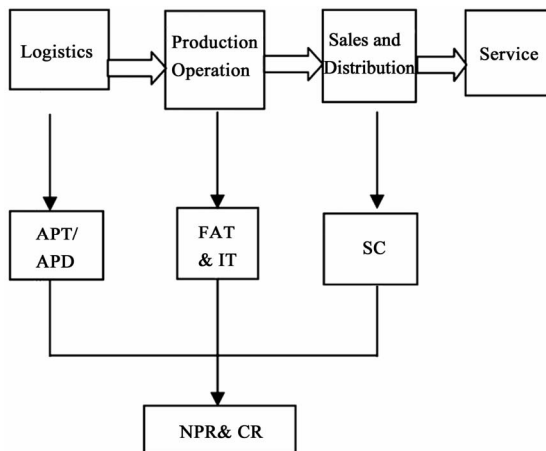 Logistics
Production
Operation
Sales and
Distribution
Service
APT/
APD
FAT
& IT
SC
NPR& CR